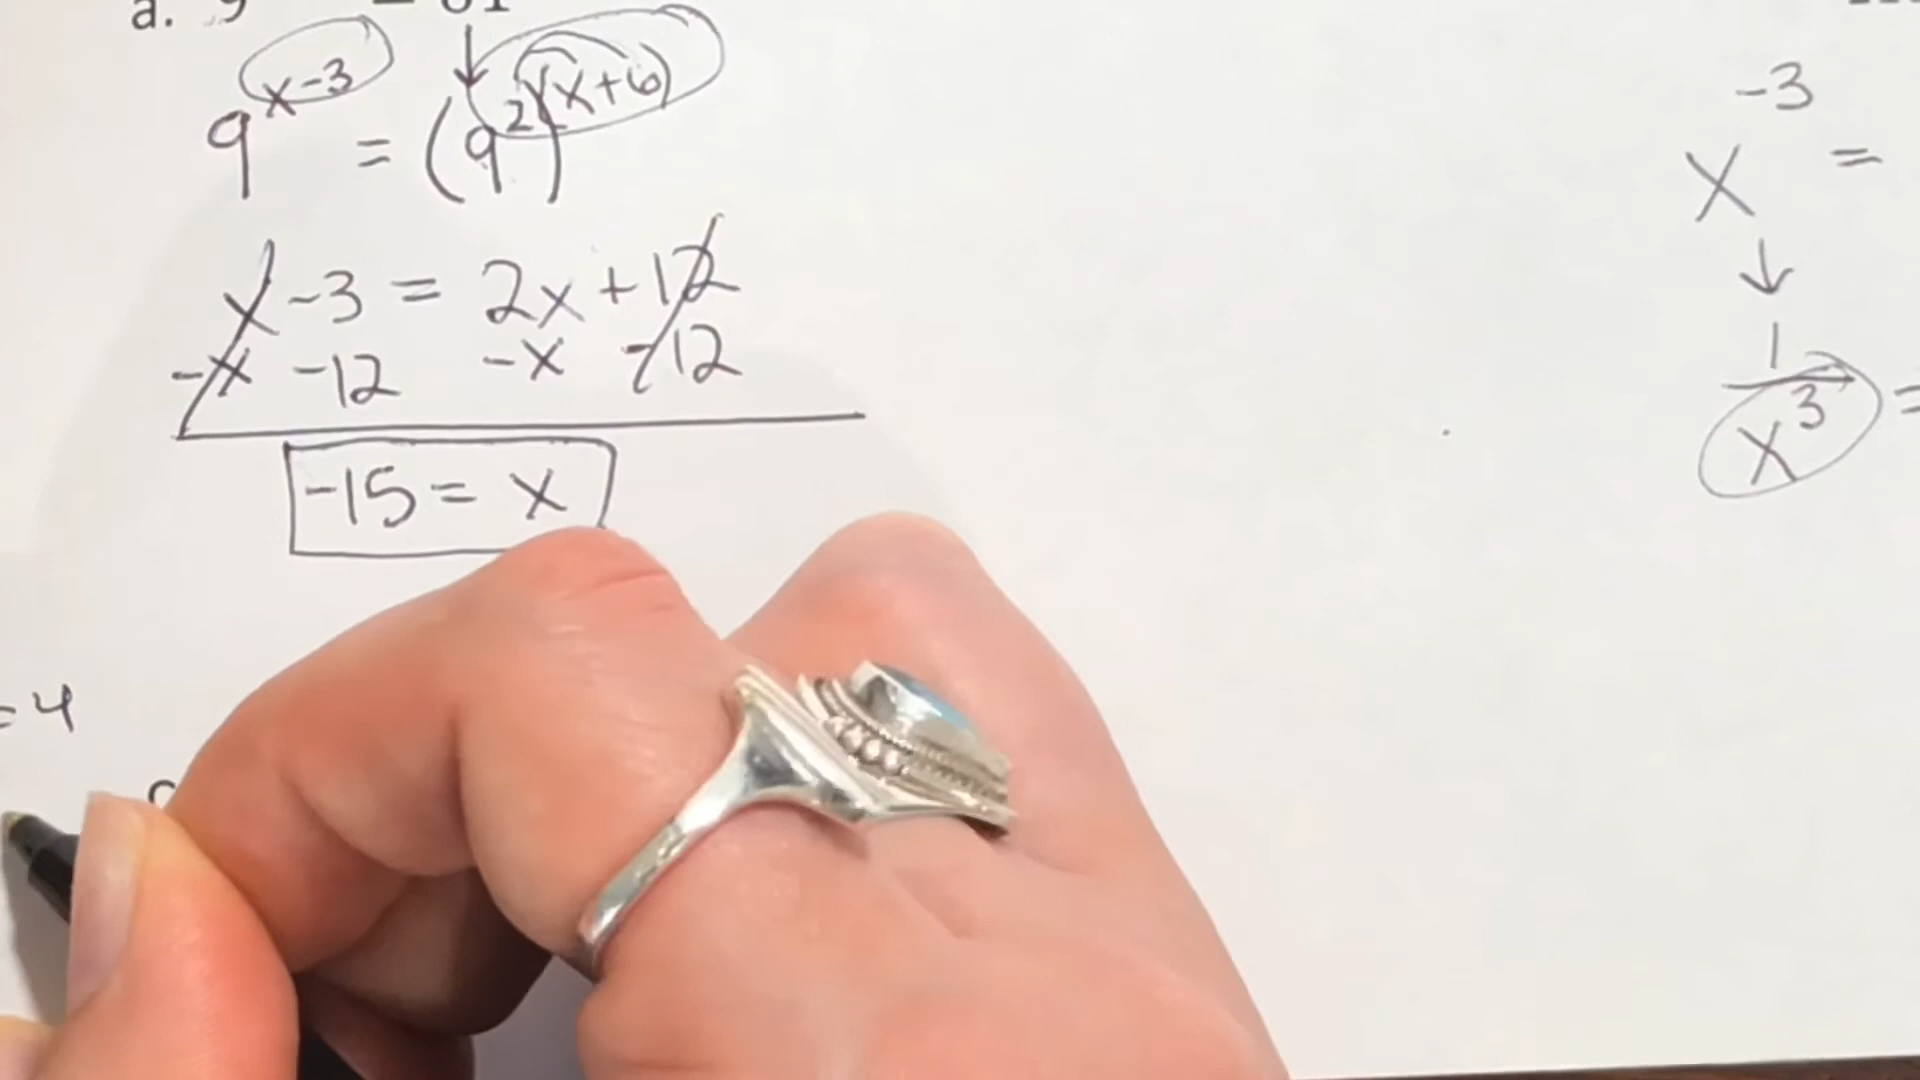 a.
9^{x-3} = (9^2)^{(x+6)}
x -3 = 2x +12
-x -12 -x -12
-15 = x
= 4
x^{-3} =
↓
1/x^3 =